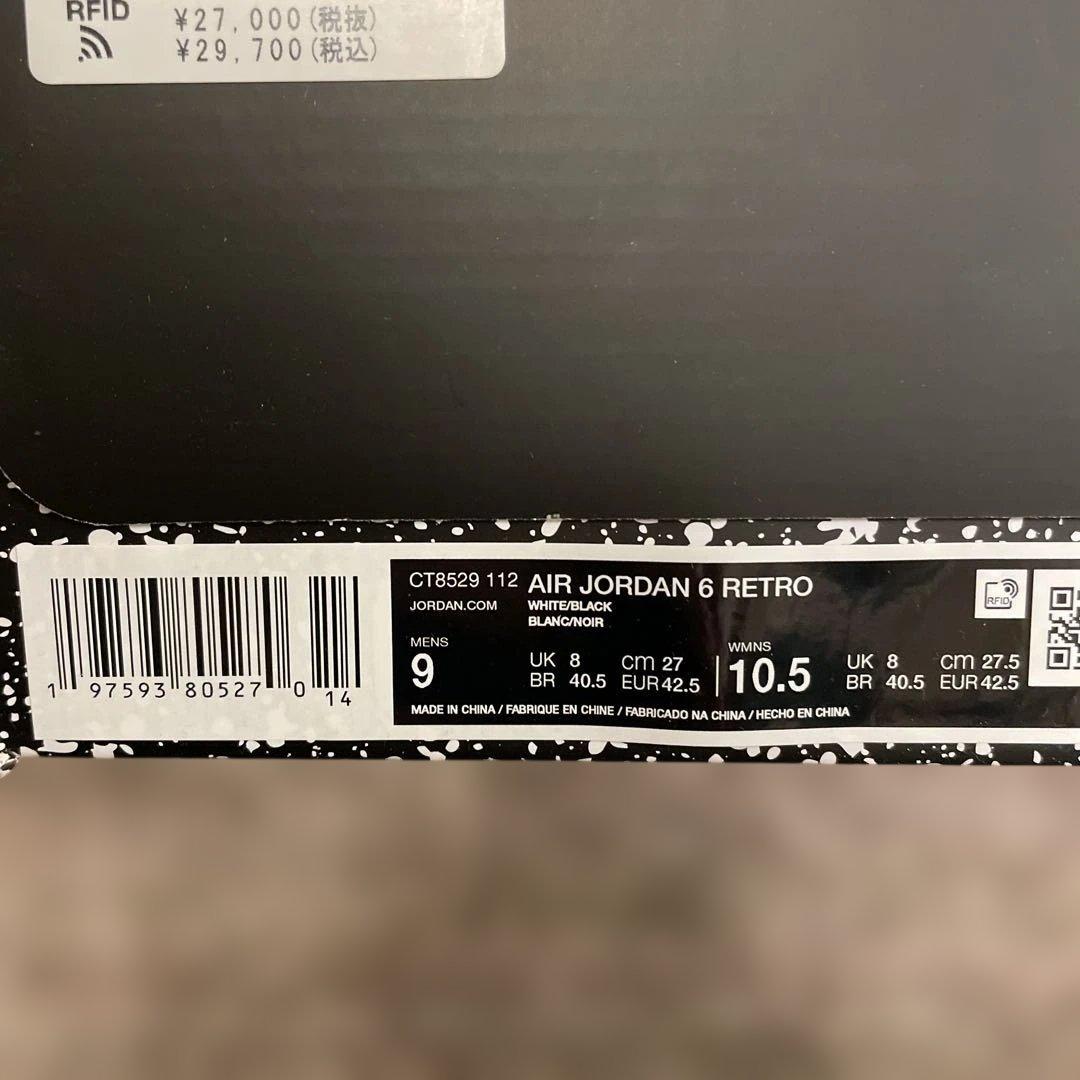 RFID
¥27,000(税抜)
¥29,700(税込)
CT8529 112 AIR JORDAN 6 RETRO
JORDAN.COM WHITE/BLACK
BLANC/NOIR
RFID
MENS
9
UK 8 cm 27
BR 40.5 EUR 42.5
WMNS
10.5
UK 8 cm 27.5
BR 40.5 EUR 42.5
MADE IN CHINA / FABRIQUE EN CHINE / FABRICADO NA CHINA / HECHO EN CHINA
1 97593 80527 0 14